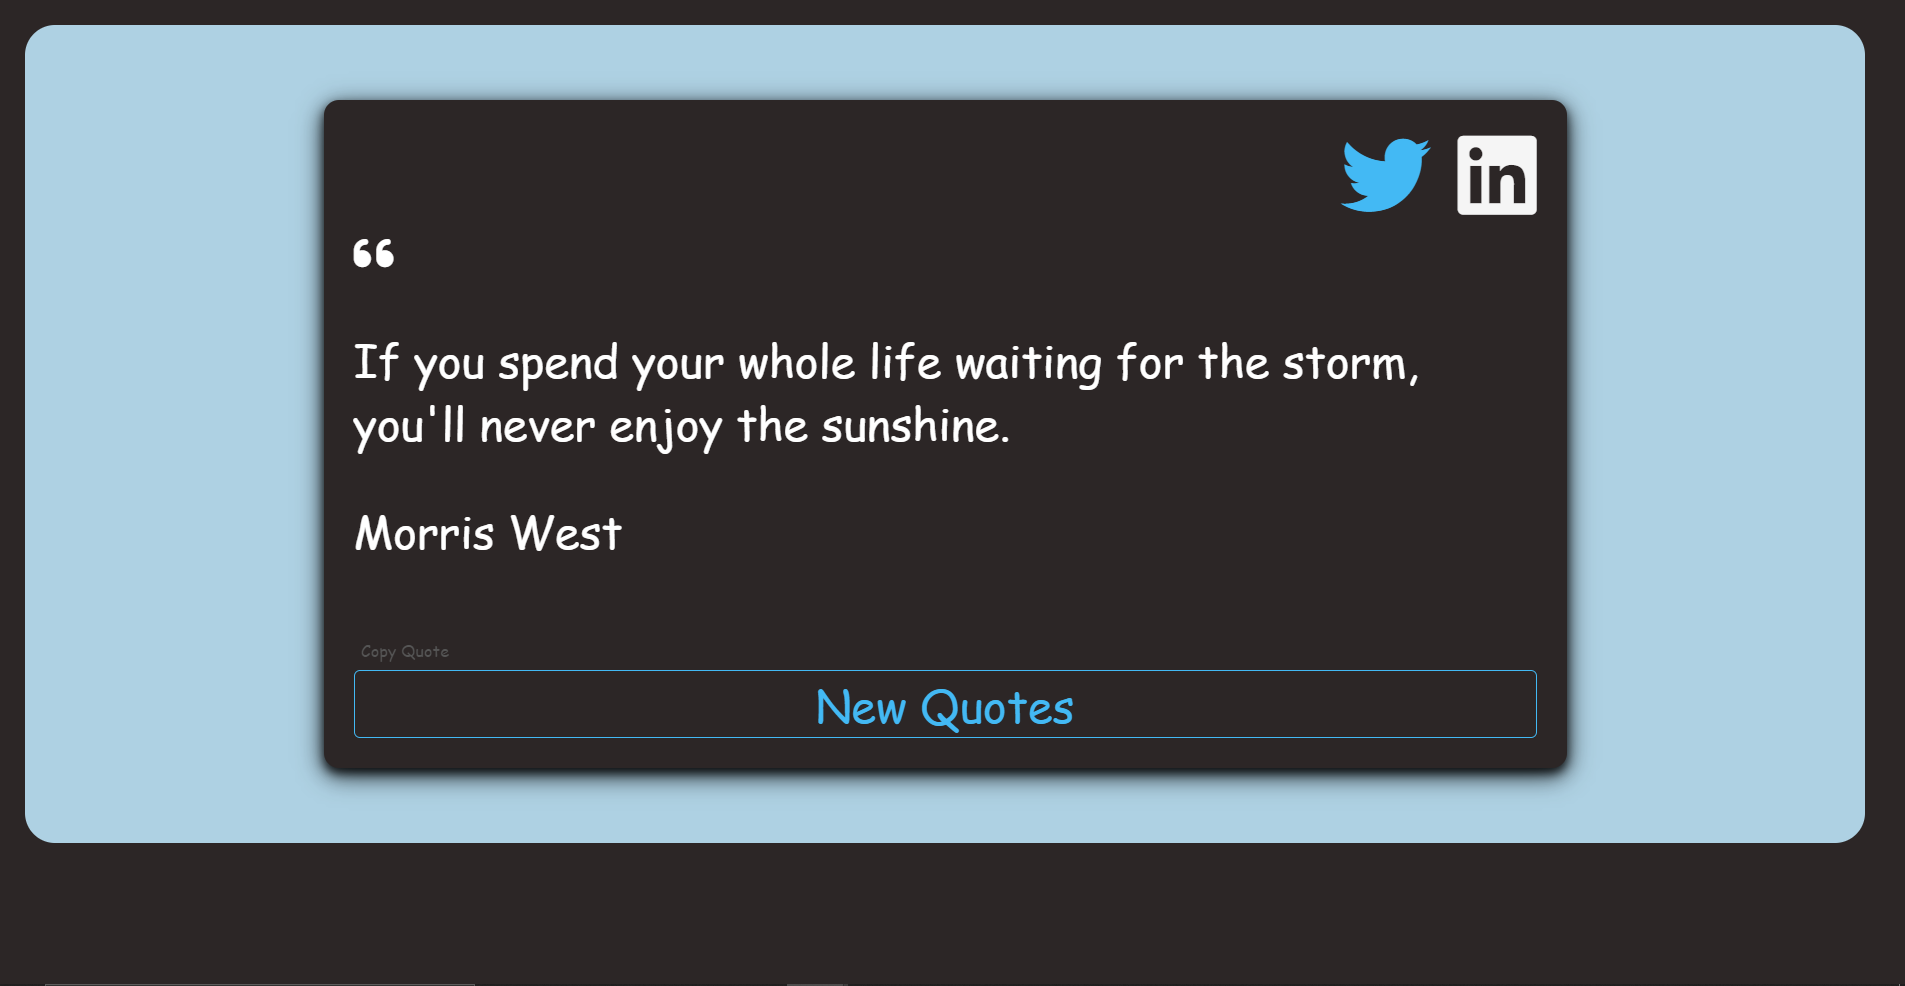 in
“
If you spend your whole life waiting for the storm,
you'll never enjoy the sunshine.
Morris West
Copy Quote
New Quotes